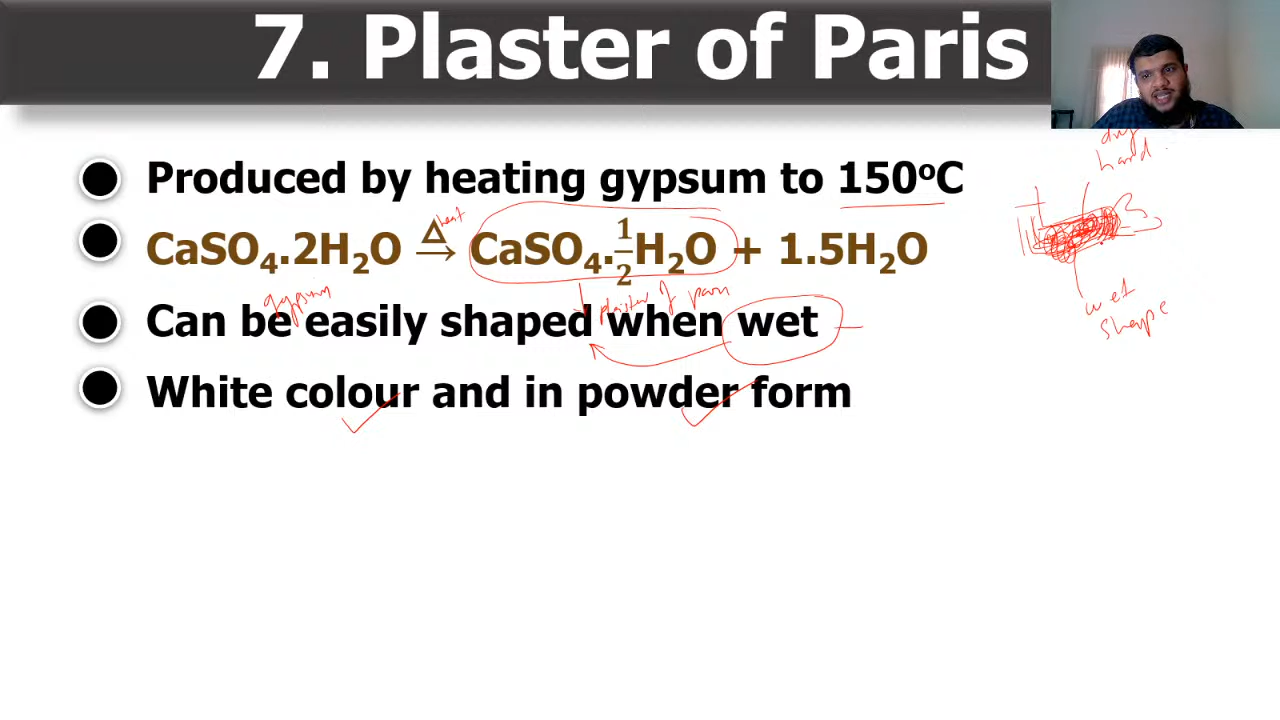 7. Plaster of Paris
Produced by heating gypsum to 150°C
CaSO₄.2H₂O →Δ CaSO₄.½H₂O + 1.5H₂O
heat
gypsum
plaster of paris
Can be easily shaped when wet
White colour and in powder form
dry
hard
wet
shape